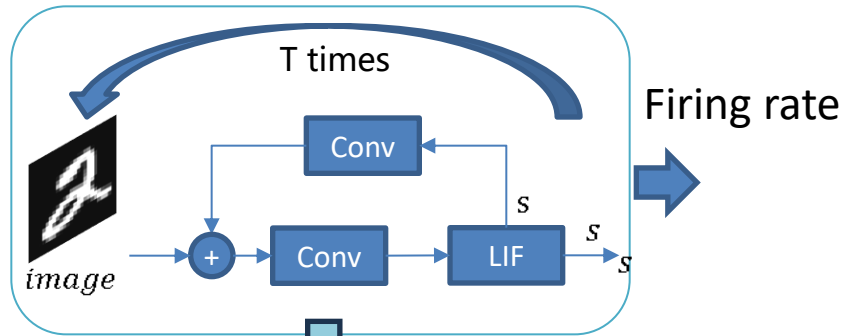 T times
Firing rate
Conv
s
s
s
+
Conv
LIF
image